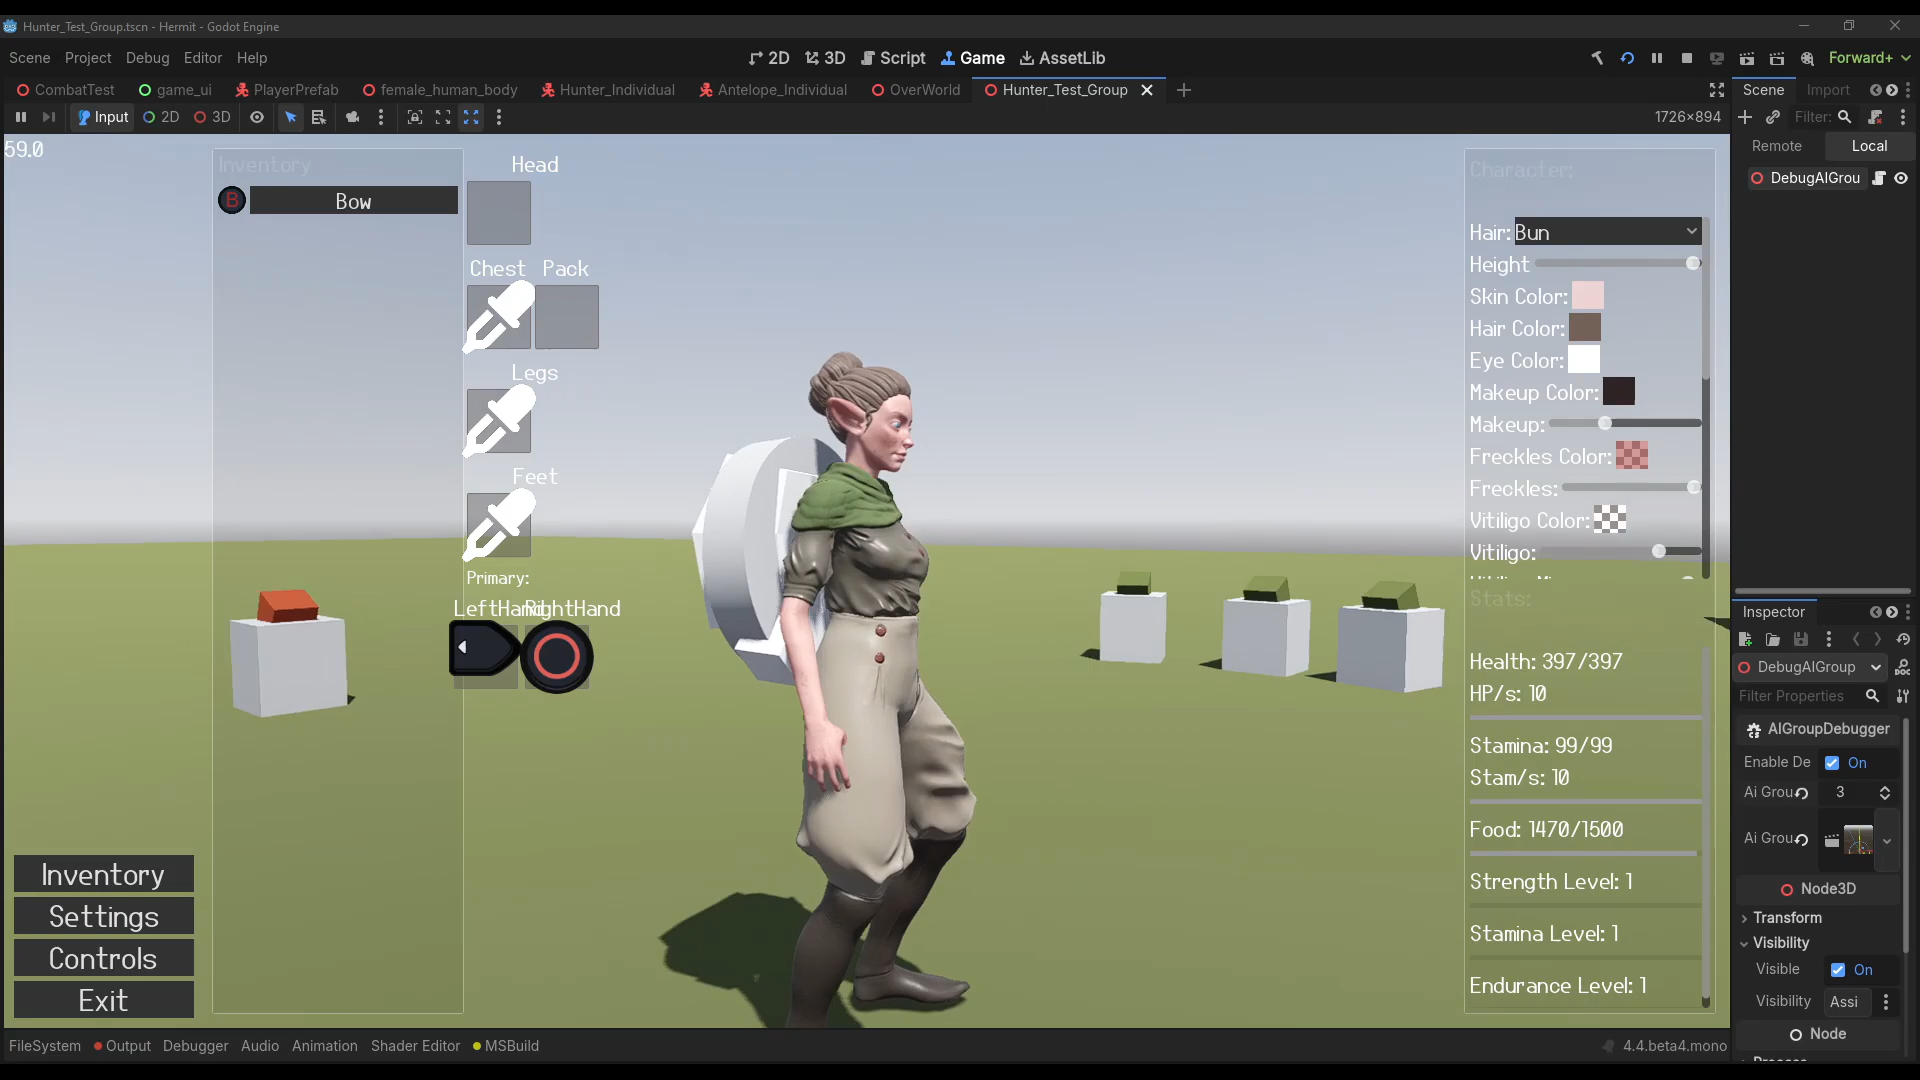 Hunter_Test_Group.tscn - Hermit - Godot Engine
Scene Project Debug Editor Help
2D 3D Script Game AssetLib
Forward+
CombatTest game_ui PlayerPrefab female_human_body Hunter_Individual Antelope_Individual OverWorld Hunter_Test_Group
Scene Import
Input 2D 3D
1726×894
Filter:
Remote Local
DebugAIGrou
59.0
Inventory
B Bow
Head
Chest Pack
Legs
Feet
Primary:
LeftHand RightHand
Inventory
Settings
Controls
Exit
Character:
Hair: Bun
Height
Skin Color:
Hair Color:
Eye Color:
Makeup Color:
Makeup:
Freckles Color:
Freckles:
Vitiligo Color:
Vitiligo:
Stats:
Health: 397/397
HP/s: 10
Stamina: 99/99
Stam/s: 10
Food: 1470/1500
Strength Level: 1
Stamina Level: 1
Endurance Level: 1
Inspector
DebugAIGroup
Filter Properties
AIGroupDebugger
Enable De On
Ai Grou 3
Ai Grou
Node3D
Transform
Visibility
Visible On
Visibility Assi
Node
FileSystem Output Debugger Audio Animation Shader Editor MSBuild
4.4.beta4.mono